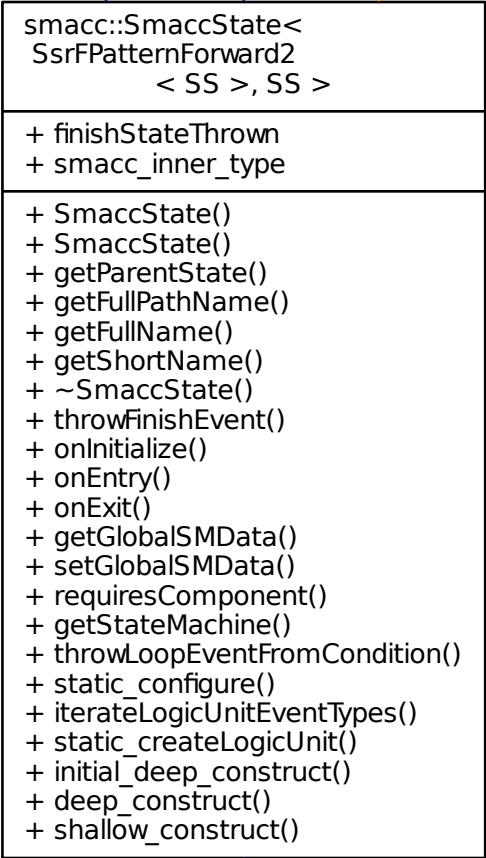 smacc::SmaccState<
SsrFPatternForward2
< SS >, SS >
+ finishStateThrown
+ smacc_inner_type
+ SmaccState()
+ SmaccState()
+ getParentState()
+ getFullPathName()
+ getFullName()
+ getShortName()
+ ~SmaccState()
+ throwFinishEvent()
+ onInitialize()
+ onEntry()
+ onExit()
+ getGlobalSMData()
+ setGlobalSMData()
+ requiresComponent()
+ getStateMachine()
+ throwLoopEventFromCondition()
+ static_configure()
+ iterateLogicUnitEventTypes()
+ static_createLogicUnit()
+ initial_deep_construct()
+ deep_construct()
+ shallow_construct()